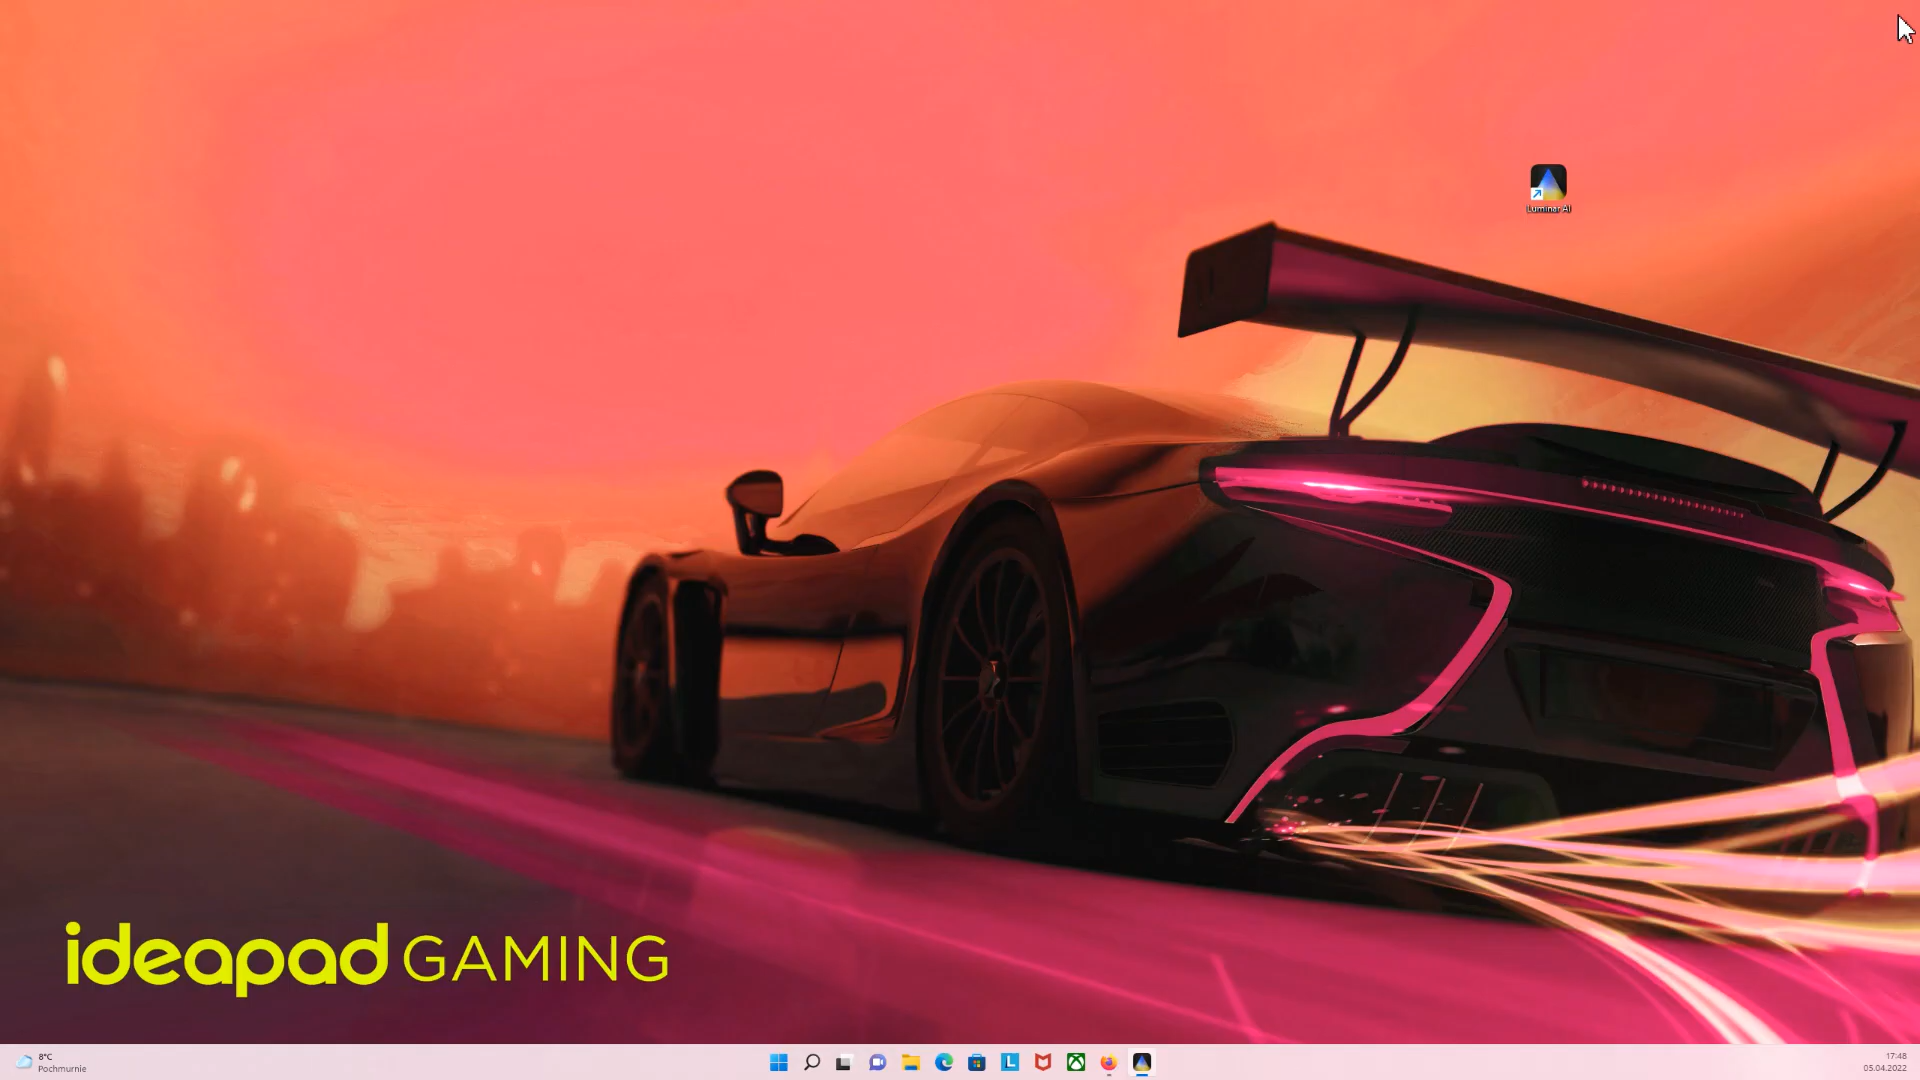 Luminar AI
ideapad GAMING
8°C
Pochmurnie
17:48
05.04.2022